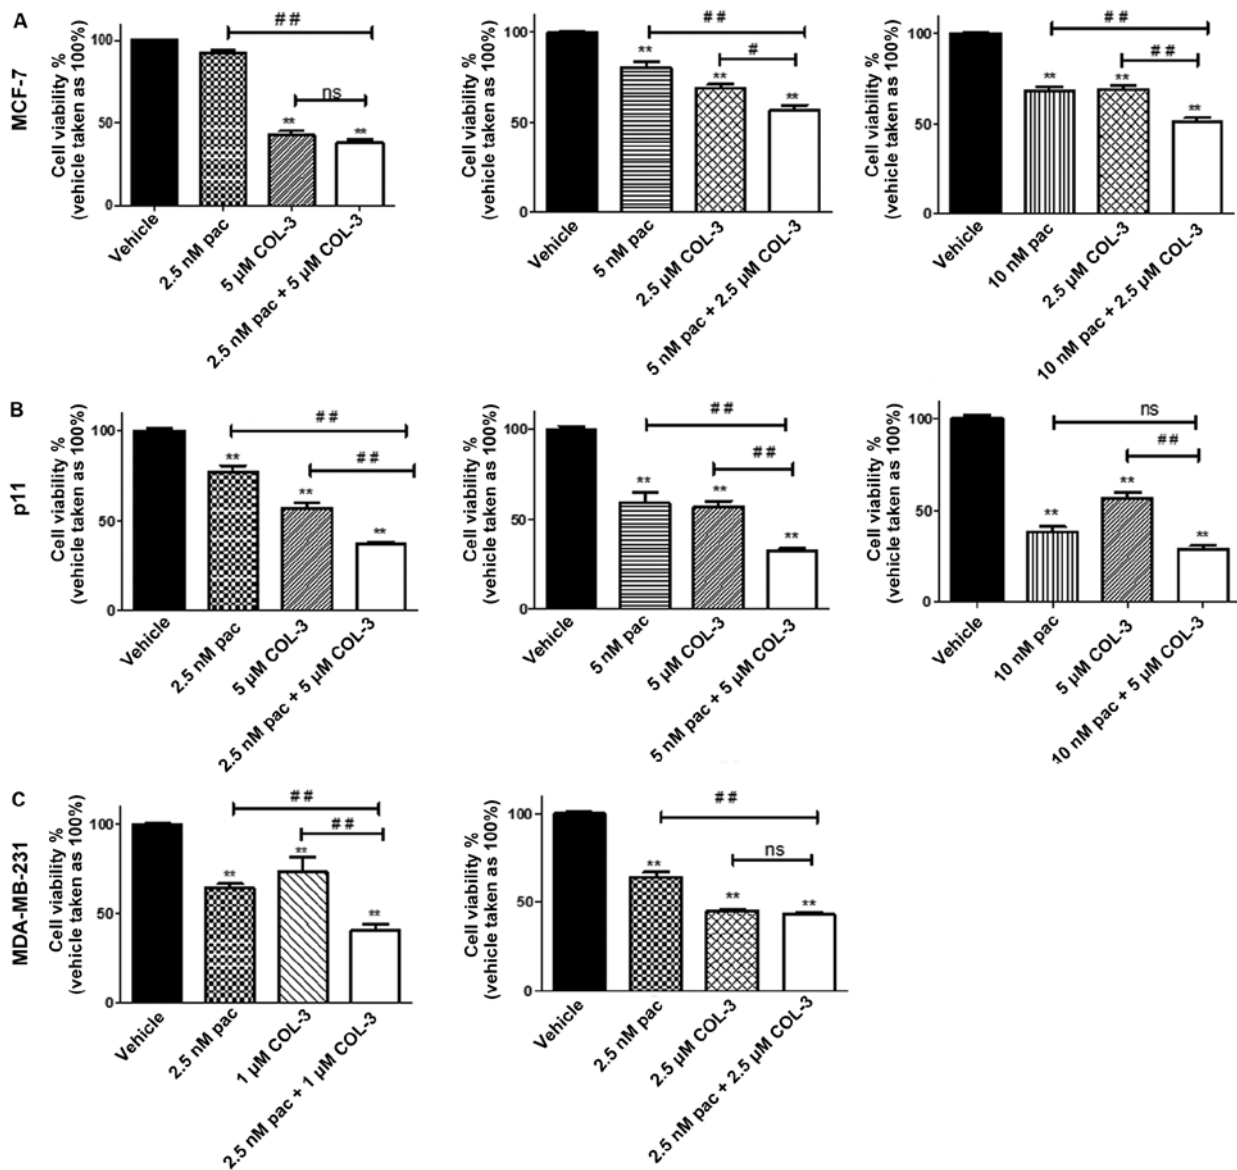 A
MCF-7
Cell viability %
(vehicle taken as 100%)
100
50
0
##
ns
**
**
Vehicle
2.5 nM pac
5 µM COL-3
2.5 nM pac + 5 µM COL-3
Cell viability %
(vehicle taken as 100%)
100
50
0
##
#
**
**
**
Vehicle
5 nM pac
2.5 µM COL-3
5 nM pac + 2.5 µM COL-3
Cell viability %
(vehicle taken as 100%)
100
50
0
##
##
**
**
**
Vehicle
10 nM pac
2.5 µM COL-3
10 nM pac + 2.5 µM COL-3
B
p11
Cell viability %
(vehicle taken as 100%)
100
50
0
##
##
**
**
**
Vehicle
2.5 nM pac
5 µM COL-3
2.5 nM pac + 5 µM COL-3
Cell viability %
(vehicle taken as 100%)
100
50
0
##
##
**
**
**
Vehicle
5 nM pac
5 µM COL-3
5 nM pac + 5 µM COL-3
Cell viability %
(vehicle taken as 100%)
100
50
0
ns
##
**
**
**
Vehicle
10 nM pac
5 µM COL-3
10 nM pac + 5 µM COL-3
C
MDA-MB-231
Cell viability %
(vehicle taken as 100%)
100
50
0
##
##
**
**
**
Vehicle
2.5 nM pac
1 µM COL-3
2.5 nM pac + 1 µM COL-3
Cell viability %
(vehicle taken as 100%)
100
50
0
##
ns
**
**
**
Vehicle
2.5 nM pac
2.5 µM COL-3
2.5 nM pac + 2.5 µM COL-3